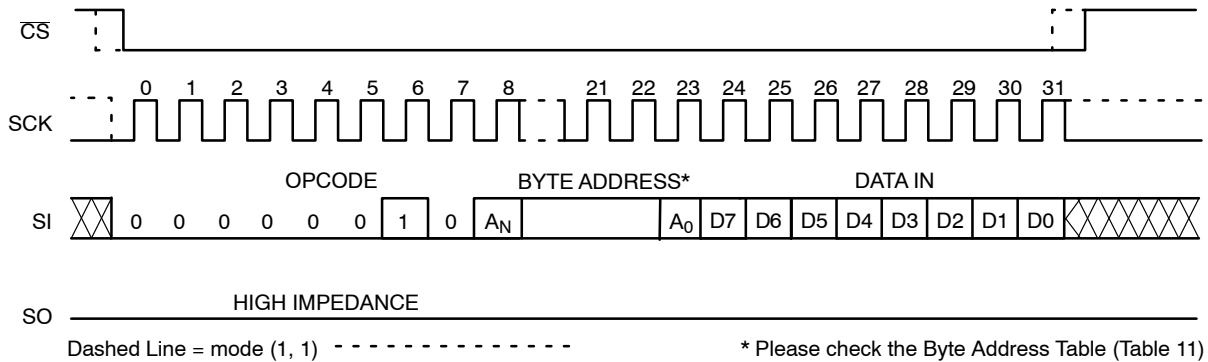 CS
0 1 2 3 4 5 6 7 8 21 22 23 24 25 26 27 28 29 30 31
SCK
OPCODE BYTE ADDRESS* DATA IN
SI 0 0 0 0 0 0 1 0 AN A0 D7 D6 D5 D4 D3 D2 D1 D0
HIGH IMPEDANCE
SO
Dashed Line = mode (1, 1) * Please check the Byte Address Table (Table 11)